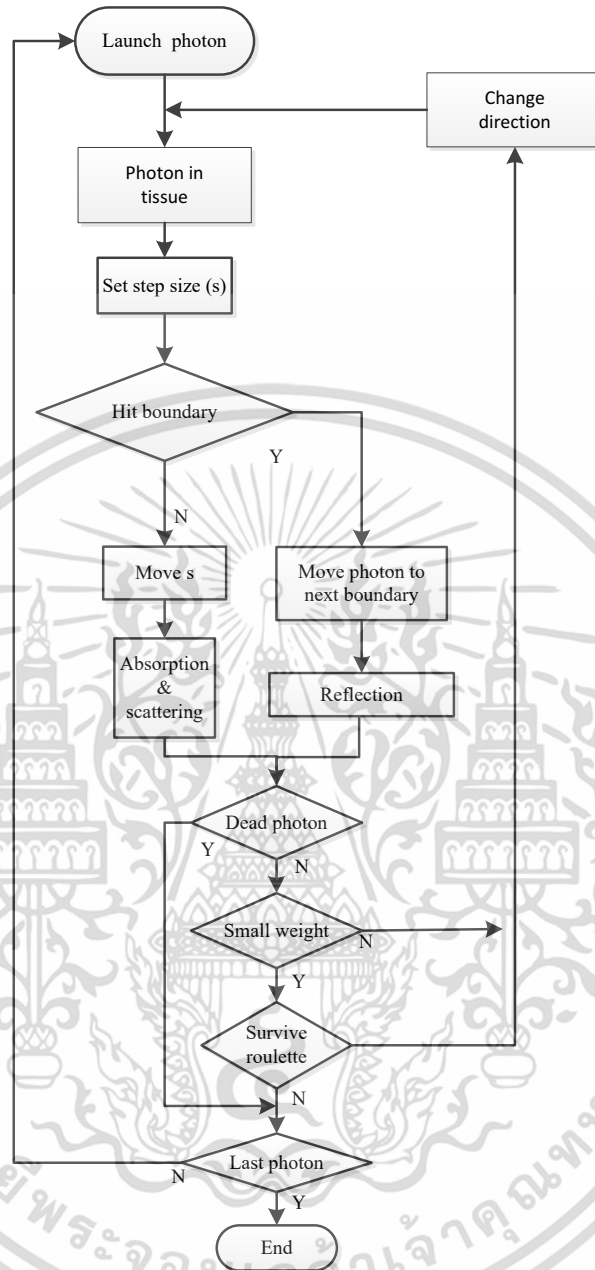 Launch photon
Change
direction
Photon in
tissue
Set step size (s)
Hit boundary
Y
N
Move s
Move photon to
next boundary
Absorption
&
scattering
Reflection
Dead photon
Y
N
Small weight
N
Y
Survive
roulette
N
Last photon
N
Y
End